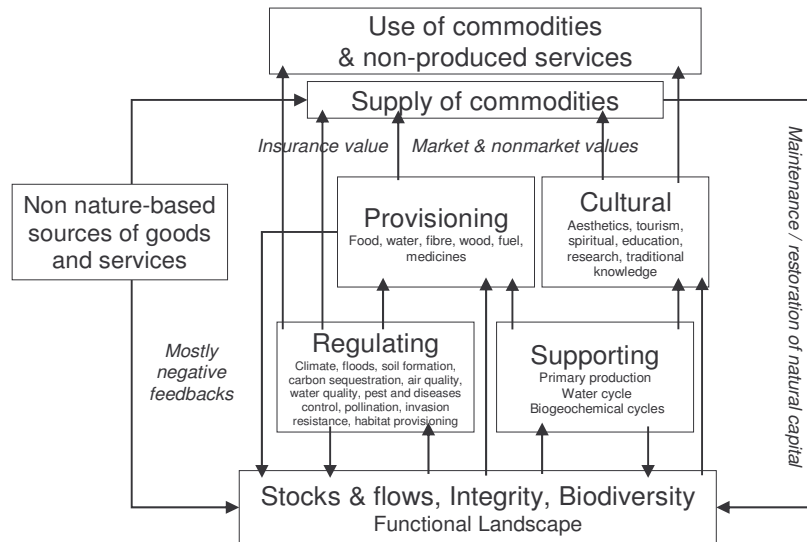 Use of commodities
& non-produced services
Supply of commodities
Insurance value
Market & nonmarket values
Non nature-based
sources of goods
and services
Provisioning
Food, water, fibre, wood, fuel,
medicines
Cultural
Aesthetics, tourism,
spiritual, education,
research, traditional
knowledge
Maintenance / restoration of natural capital
Mostly
negative
feedbacks
Regulating
Climate, floods, soil formation,
carbon sequestration, air quality,
water quality, pest and diseases
control, pollination, invasion
resistance, habitat provisioning
Supporting
Primary production
Water cycle
Biogeochemical cycles
Stocks & flows, Integrity, Biodiversity
Functional Landscape